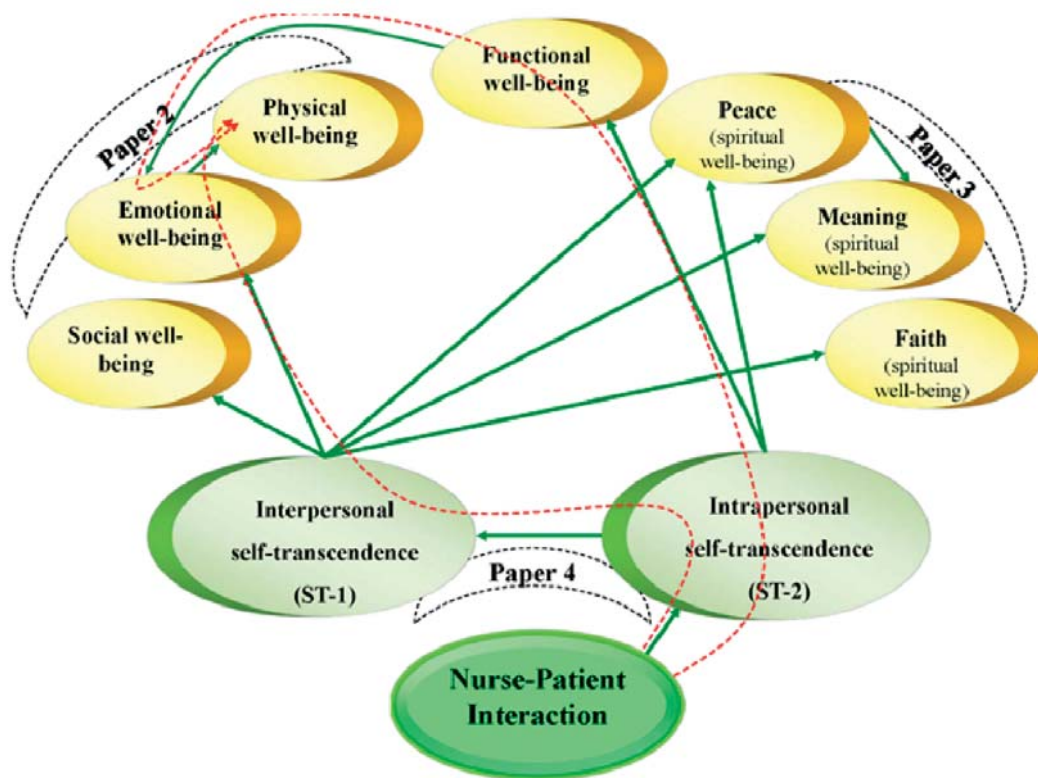 Functional
well-being
Paper 2
Physical
well-being
Peace
(spiritual
well-being)
Paper 3
Emotional
well-being
Meaning
(spiritual
well-being)
Social well-
being
Faith
(spiritual
well-being)
Interpersonal
self-transcendence
(ST-1)
Intrapersonal
self-transcendence
(ST-2)
Paper 4
Nurse-Patient
Interaction